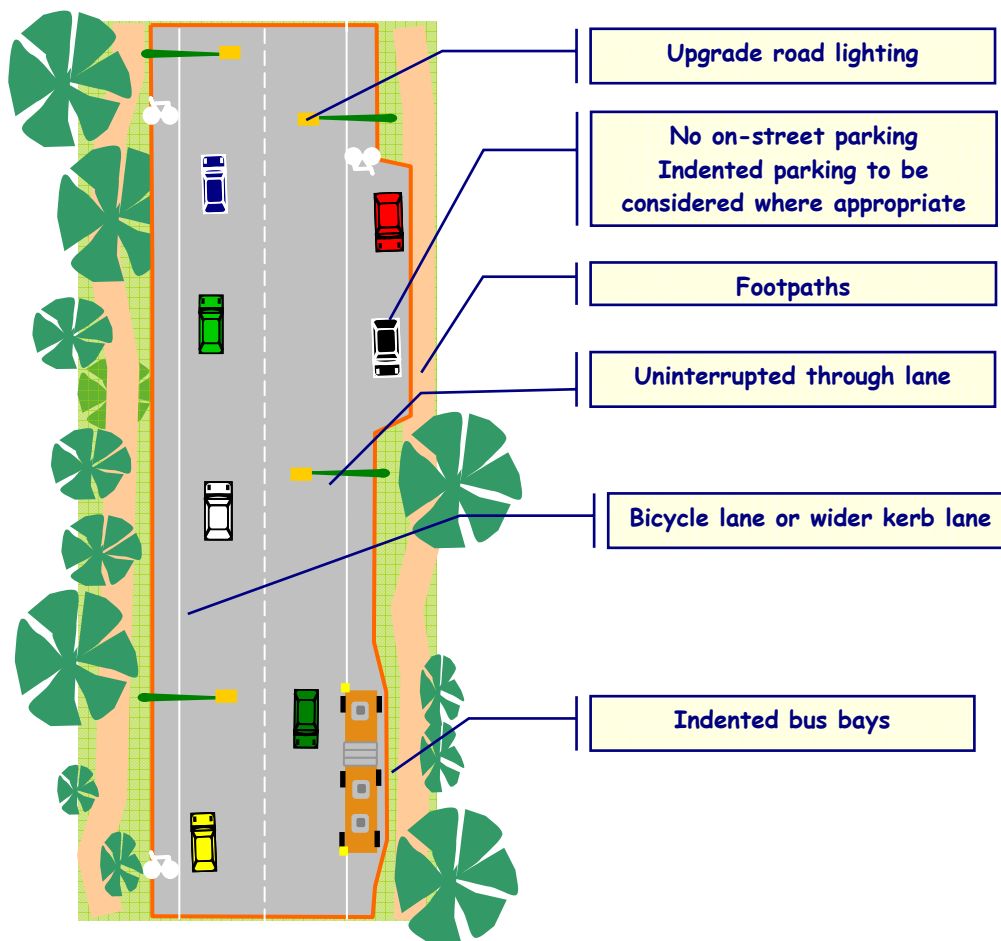 Upgrade road lighting
No on-street parking
Indented parking to be
considered where appropriate
Footpaths
Uninterrupted through lane
Bicycle lane or wider kerb lane
Indented bus bays